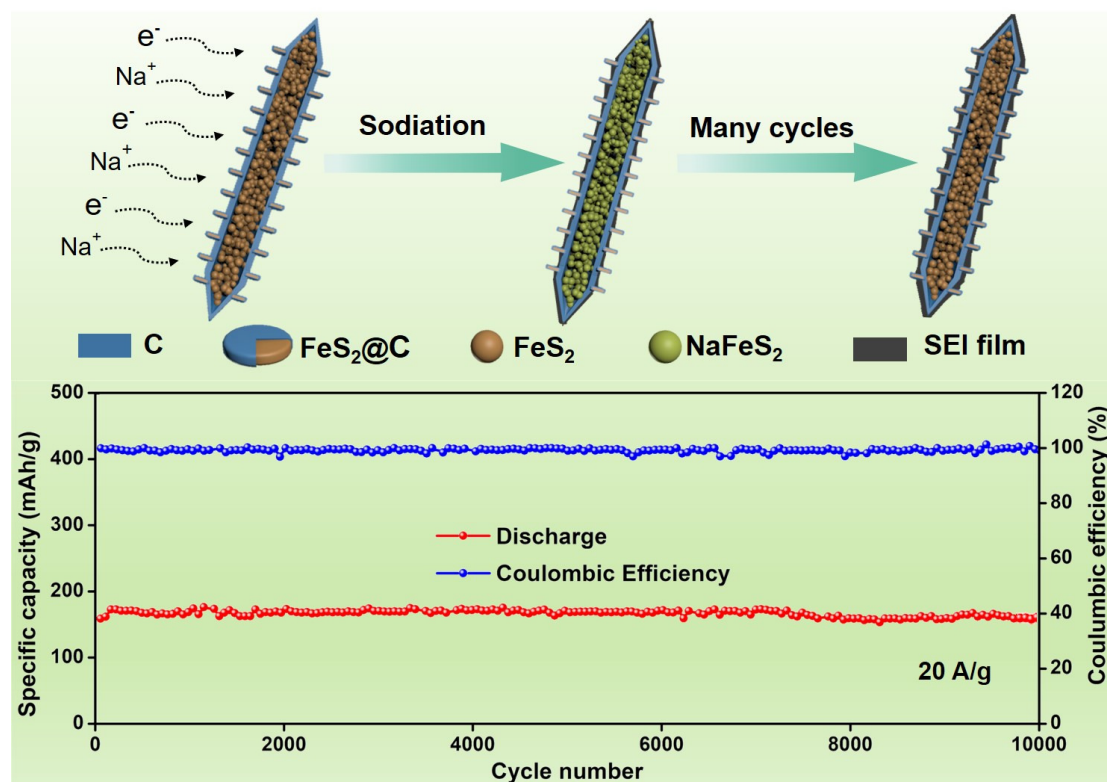 e⁻
Na⁺
e⁻
Na⁺
e⁻
Na⁺
Sodiation
Many cycles
C
FeS₂@C
FeS₂
NaFeS₂
SEI film
Specific capacity (mAh/g)
500
400
300
200
100
0
Discharge
Coulombic Efficiency
20 A/g
120
100
80
60
40
20
0
Coulumbic efficiency (%)
0 2000 4000 6000 8000 10000
Cycle number